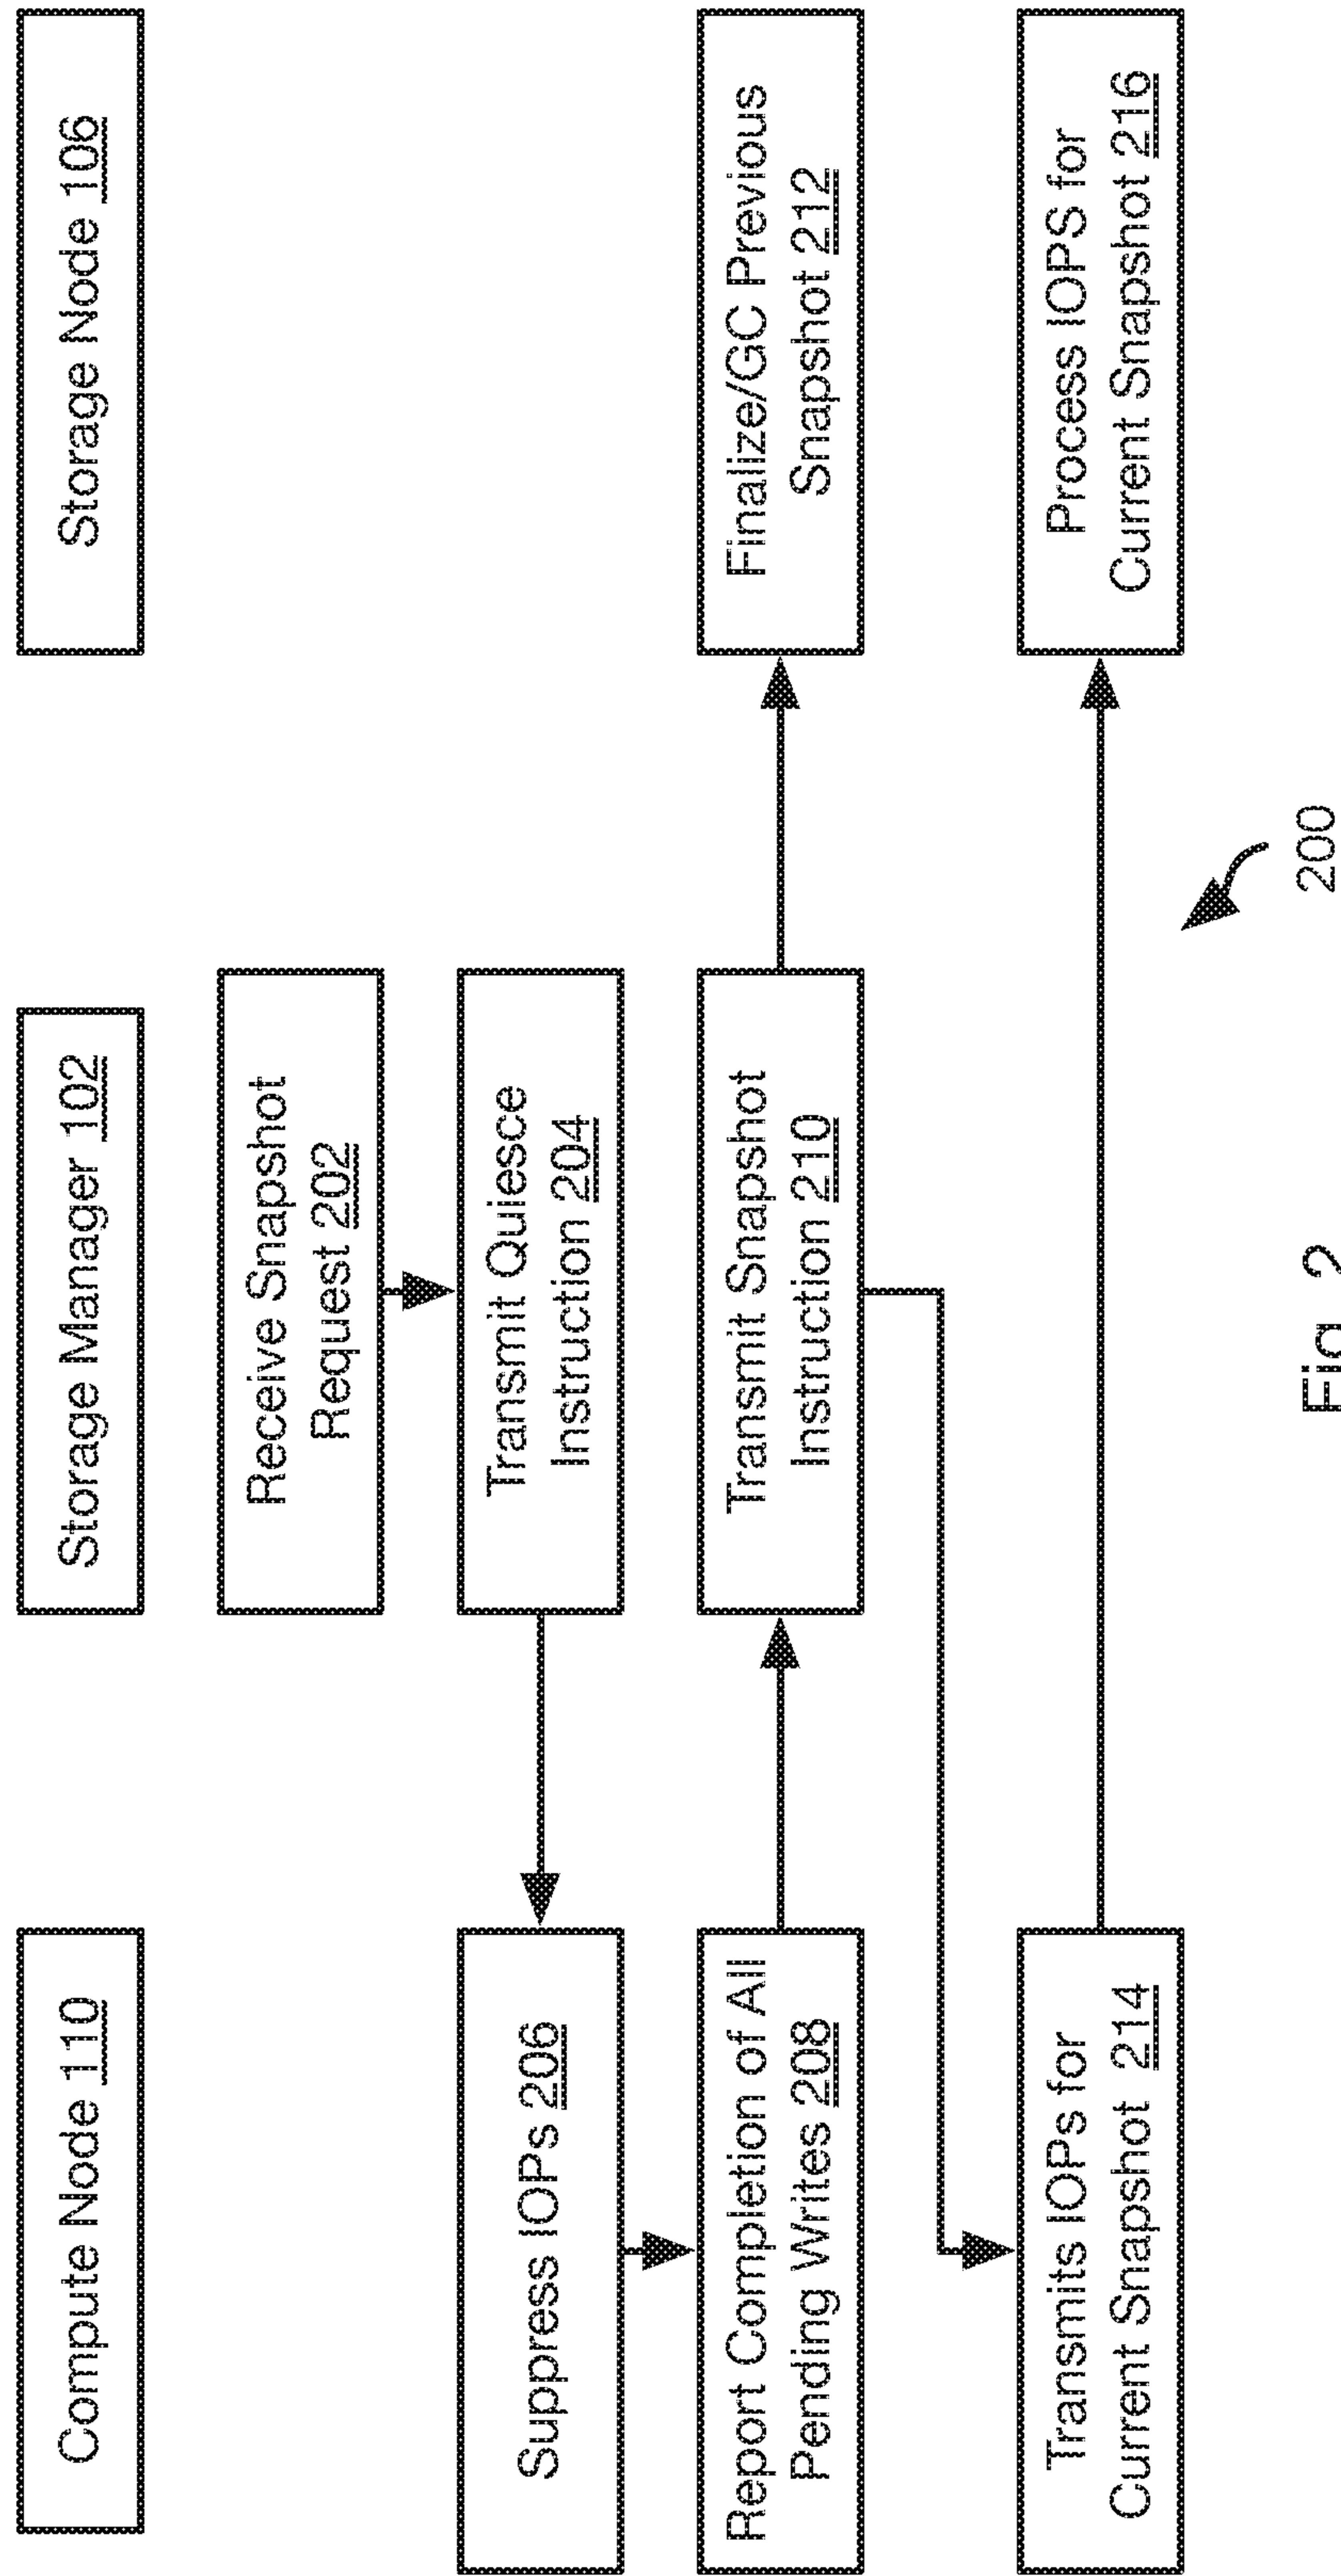 Compute Node 110
Storage Manager 102
Storage Node 106
Receive Snapshot
Request 202
Suppress IOPs 206
Transmit Quiesce
Instruction 204
Report Completion of All
Pending Writes 208
Transmit Snapshot
Instruction 210
Finalize/GC Previous
Snapshot 212
Transmits IOPs for
Current Snapshot 214
Process IOPS for
Current Snapshot 216
200
Fig. 2